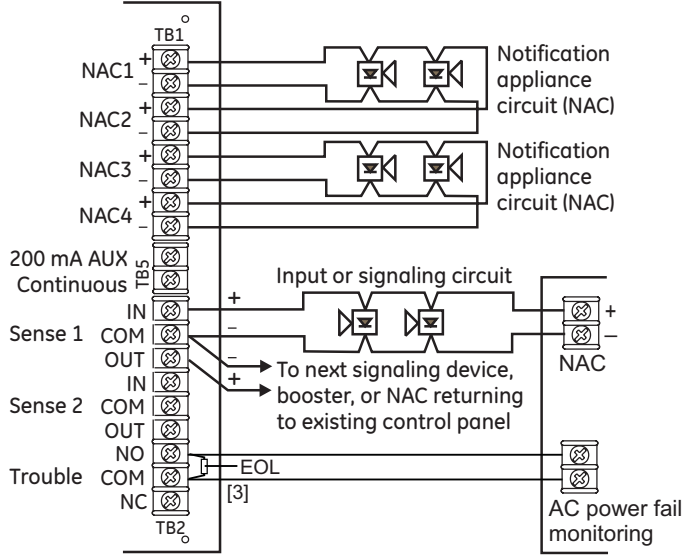 TB1
NAC1
+
–
NAC2
+
–
NAC3
+
–
NAC4
+
–
Notification
appliance
circuit (NAC)
Notification
appliance
circuit (NAC)
200 mA AUX
Continuous
TB5
Input or signaling circuit
Sense 1
IN
COM
OUT
+
–
–
+
To next signaling device,
booster, or NAC returning
to existing control panel
+
–
NAC
Sense 2
IN
COM
OUT
Trouble
NO
COM
NC
EOL
[3]
AC power fail
monitoring
TB2